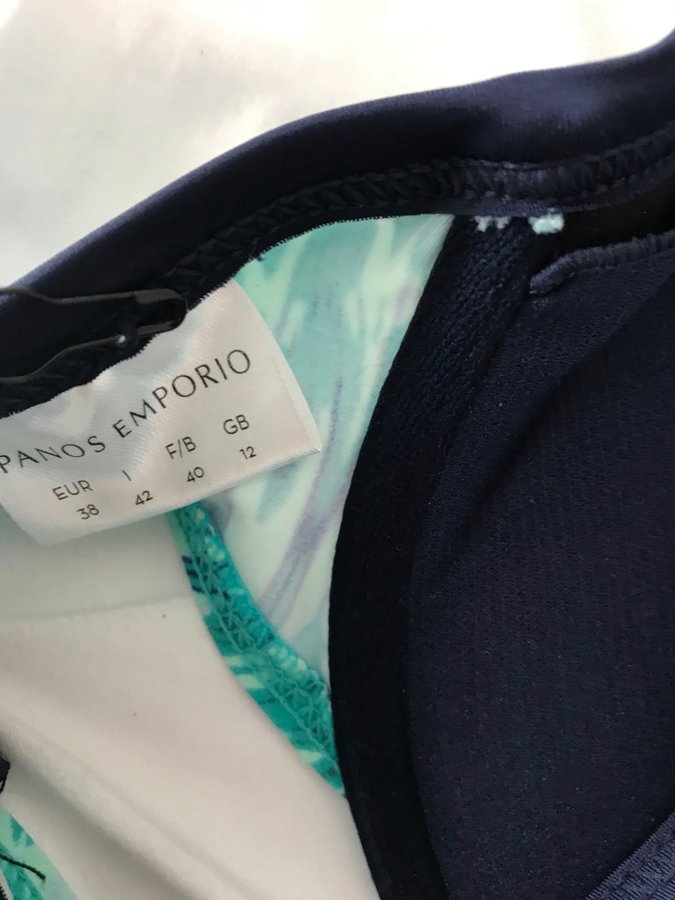 PANOS EMPORIO
EUR I F/B GB
38 42 40 12